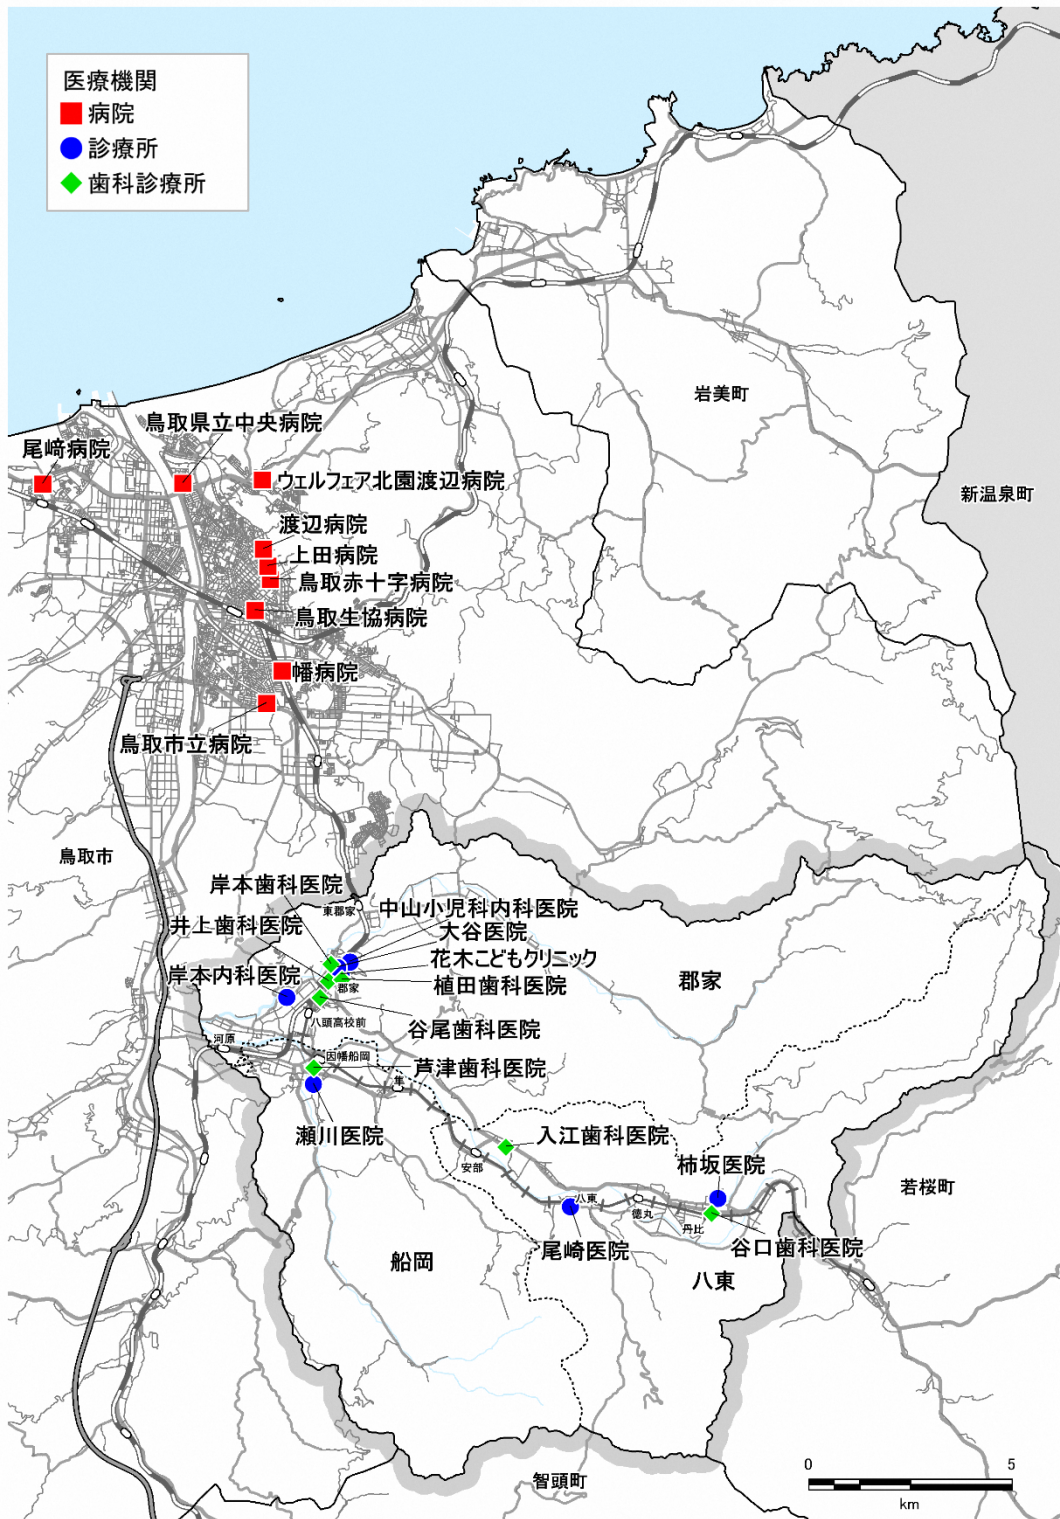 医療機関
病院
診療所
歯科診療所
岩美町
鳥取県立中央病院
尾﨑病院
ウェルフェア北園渡辺病院
新温泉町
渡辺病院
上田病院
鳥取赤十字病院
鳥取生協病院
幡病院
鳥取市立病院
鳥取市
岸本歯科医院
東郡家
中山小児科内科医院
井上歯科医院
大谷医院
花木こどもクリニック
岸本内科医院
郡家
植田歯科医院
郡家
八頭高校前
谷尾歯科医院
河原
因幡船岡
芦津歯科医院
隼
瀬川医院
入江歯科医院
安部
柿坂医院
若桜町
八東
徳丸
丹比
尾崎医院
谷口歯科医院
船岡
八東
智頭町
0 5
km